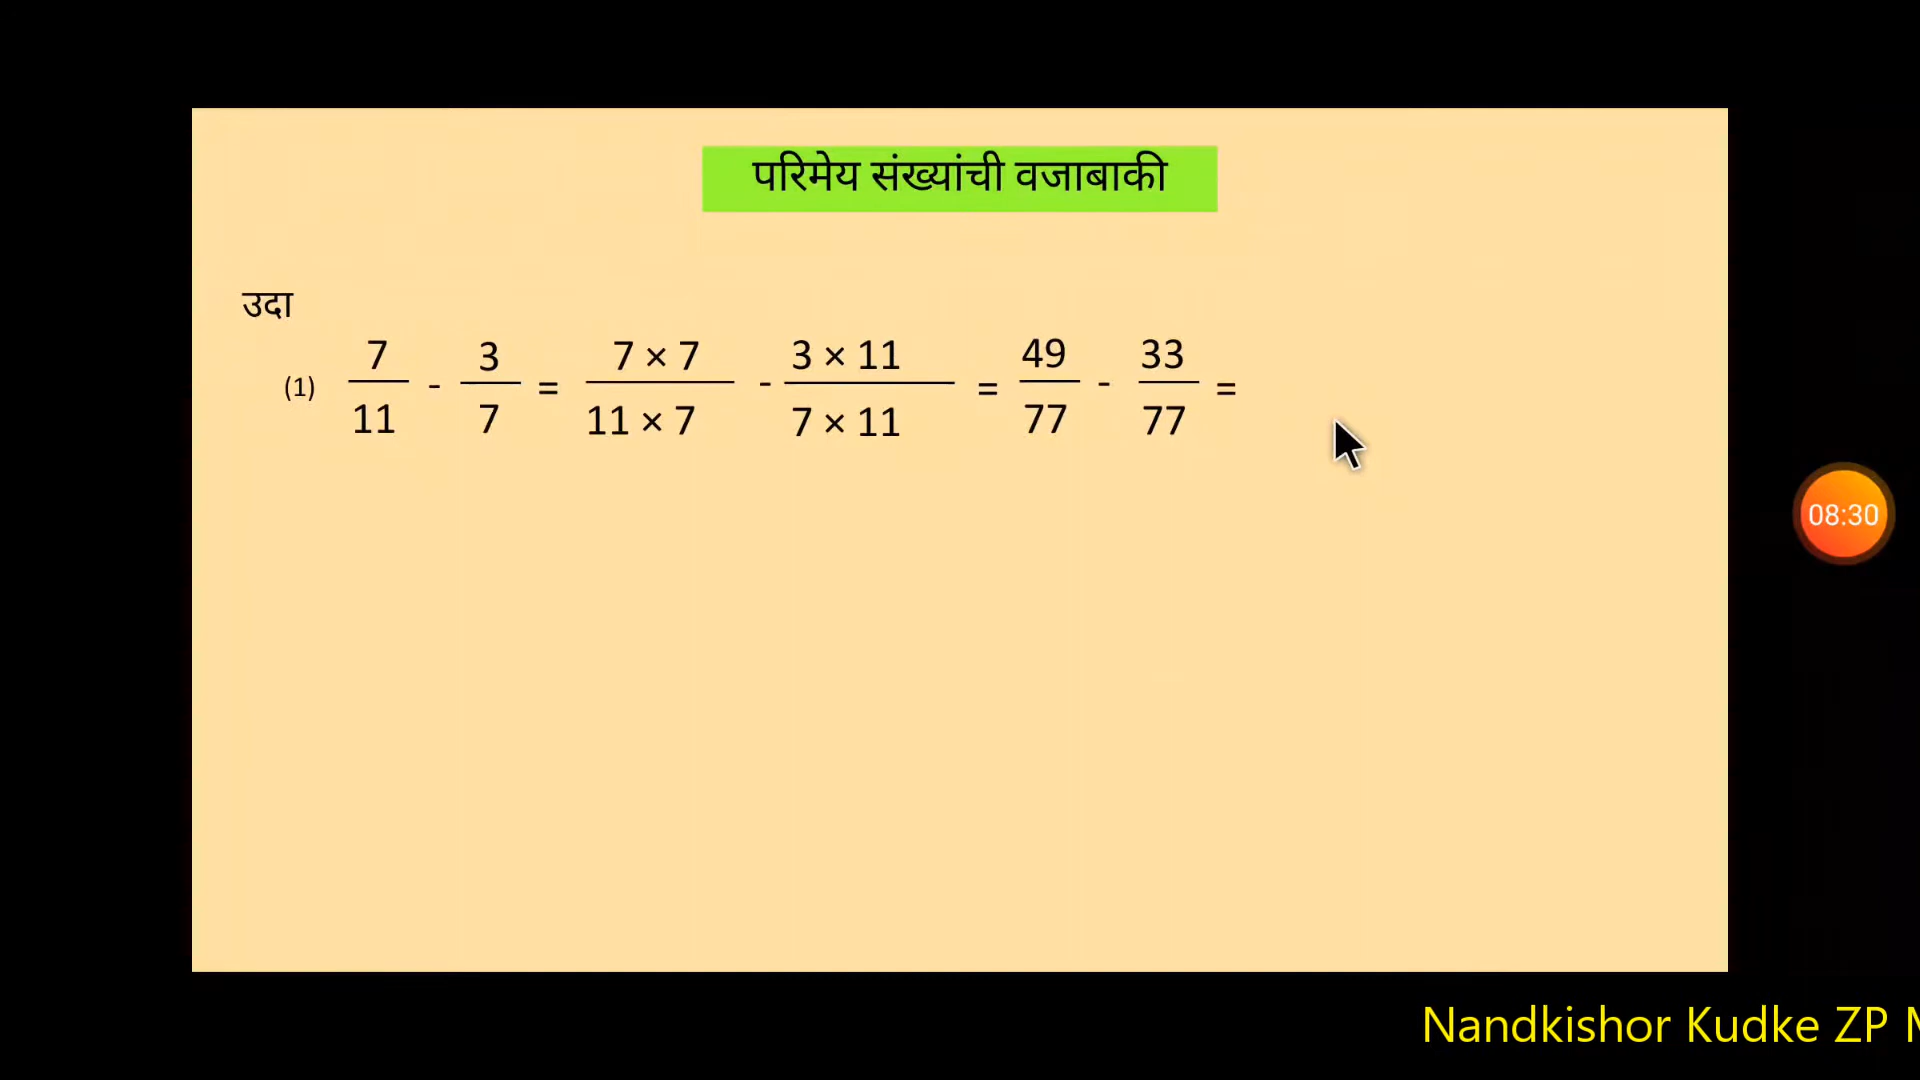 परिमेय संख्यांची वजाबाकी
उदा
(1) 7/11 - 3/7 = 7 × 7/11 × 7 - 3 × 11/7 × 11 = 49/77 - 33/77 =
08:30
Nandkishor Kudke ZP